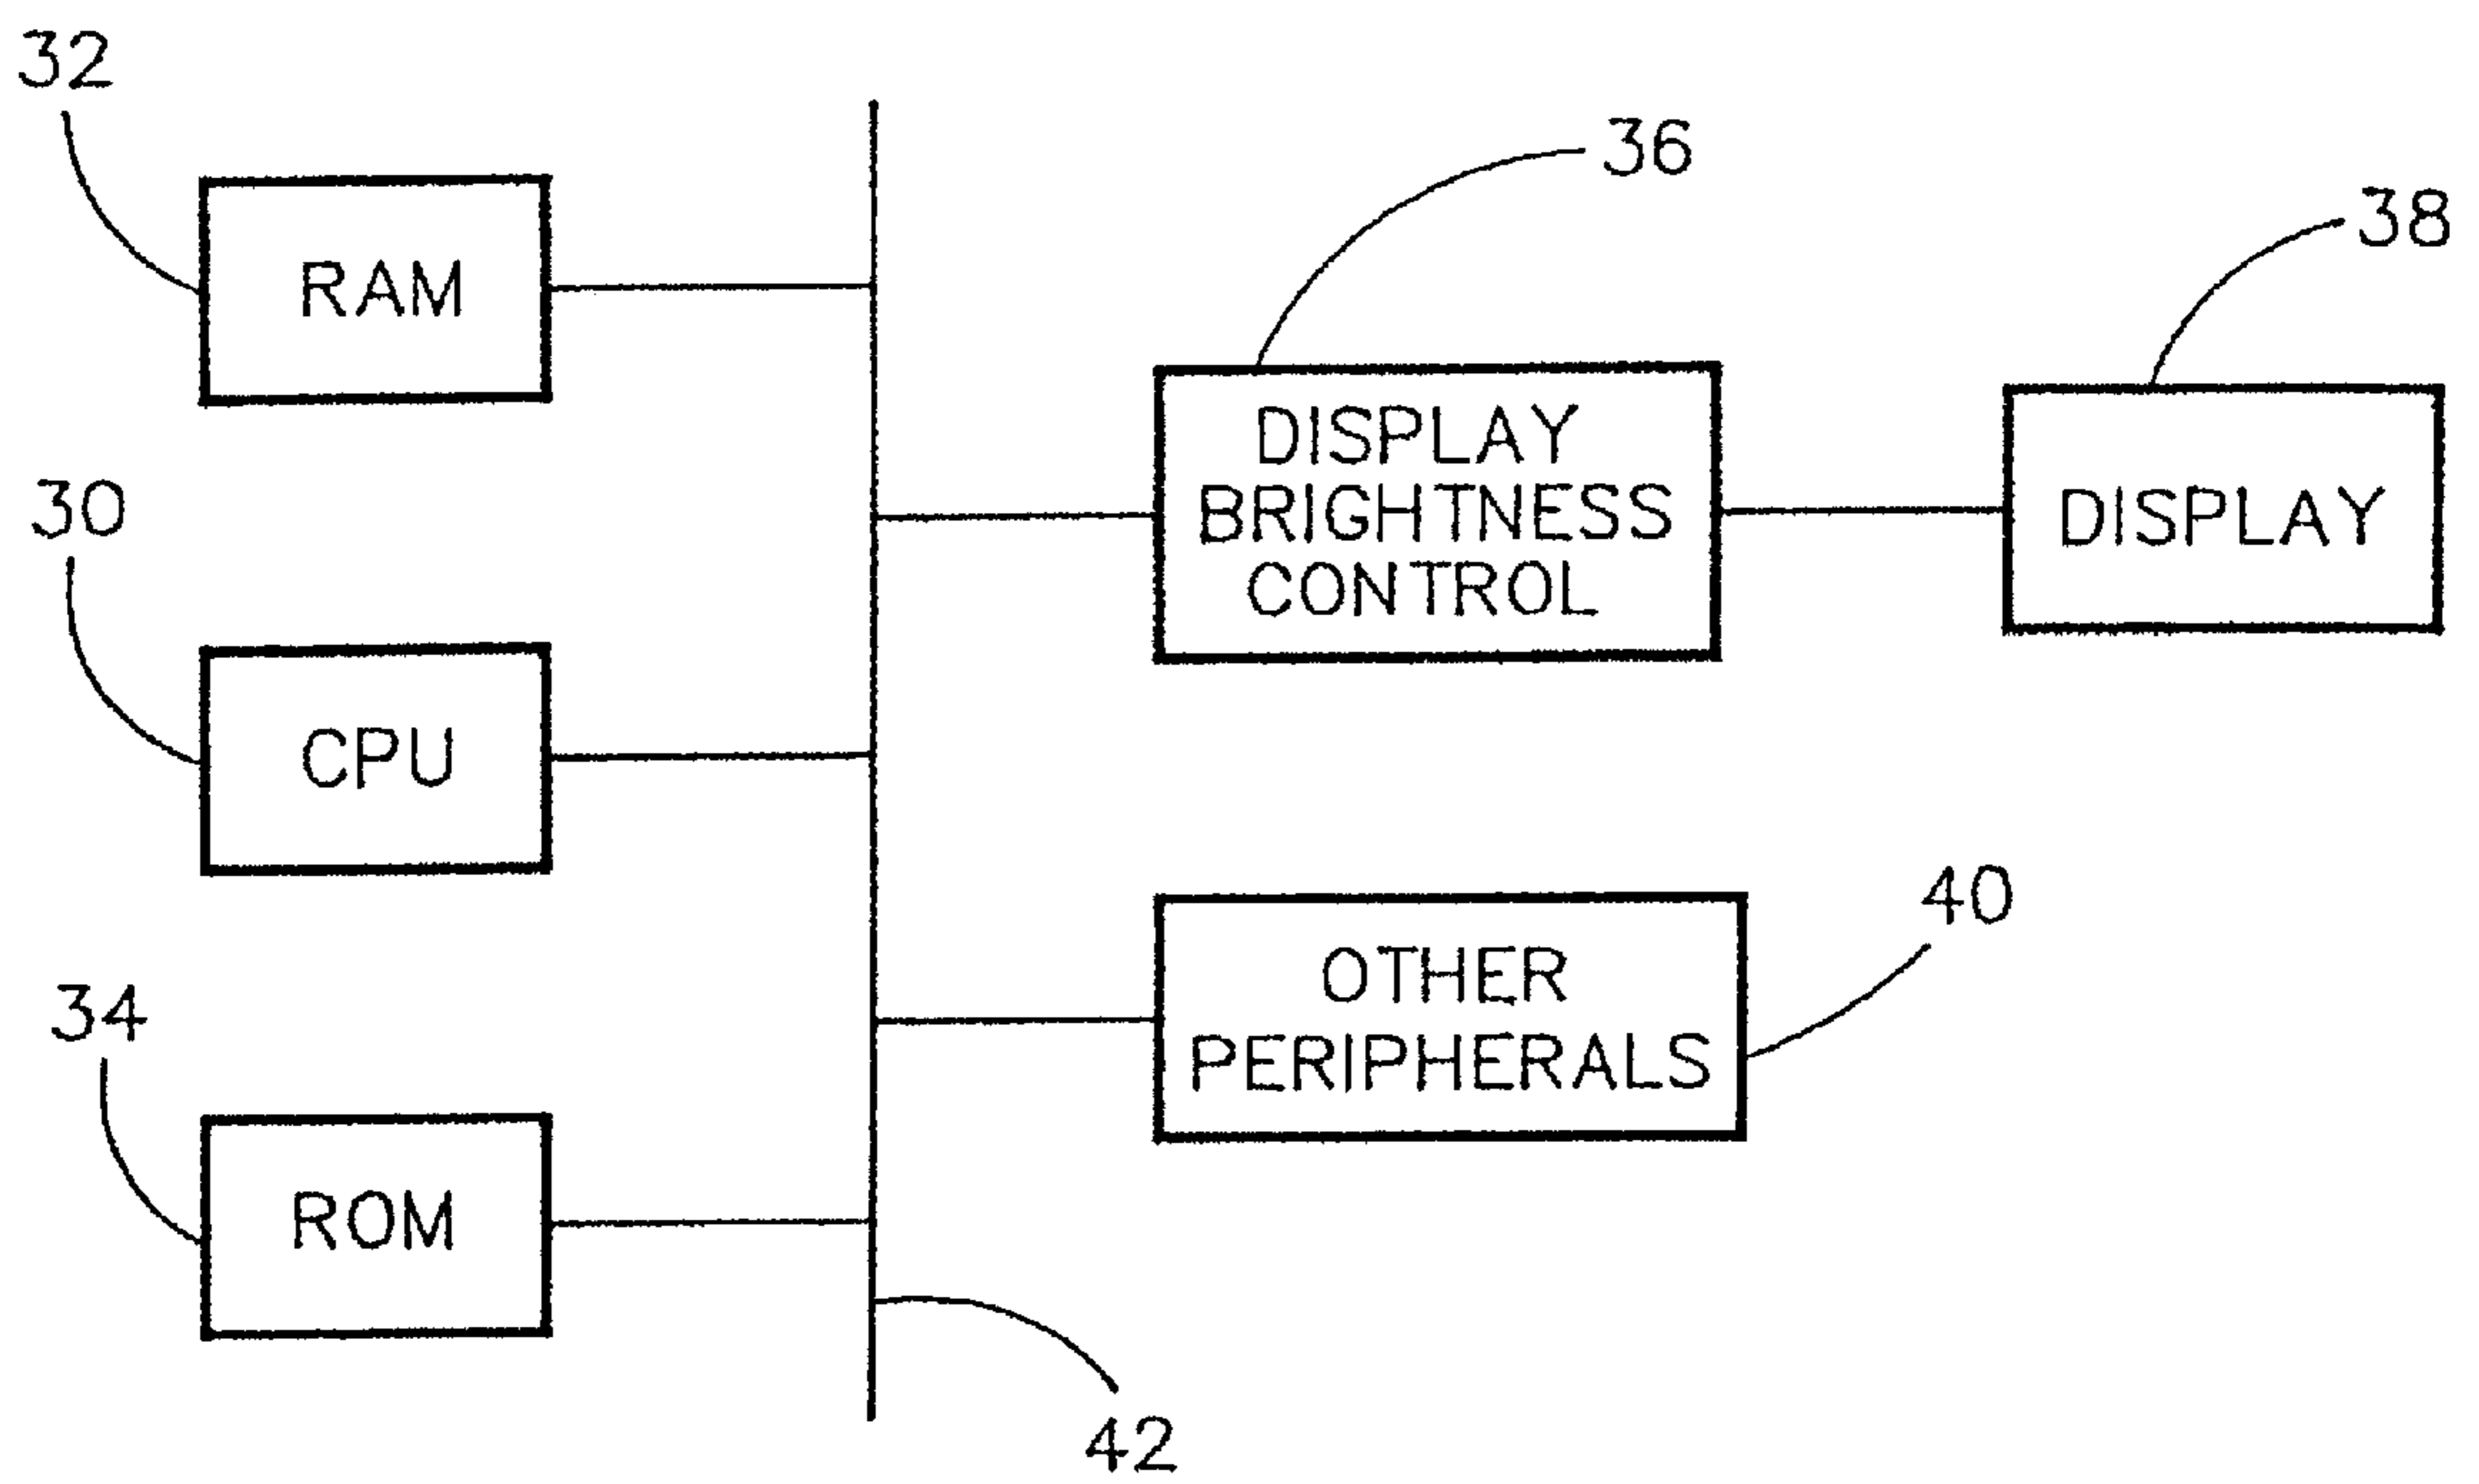 32
RAM
36
38
DISPLAY
BRIGHTNESS
CONTROL
DISPLAY
30
CPU
40
OTHER
PERIPHERALS
34
ROM
42